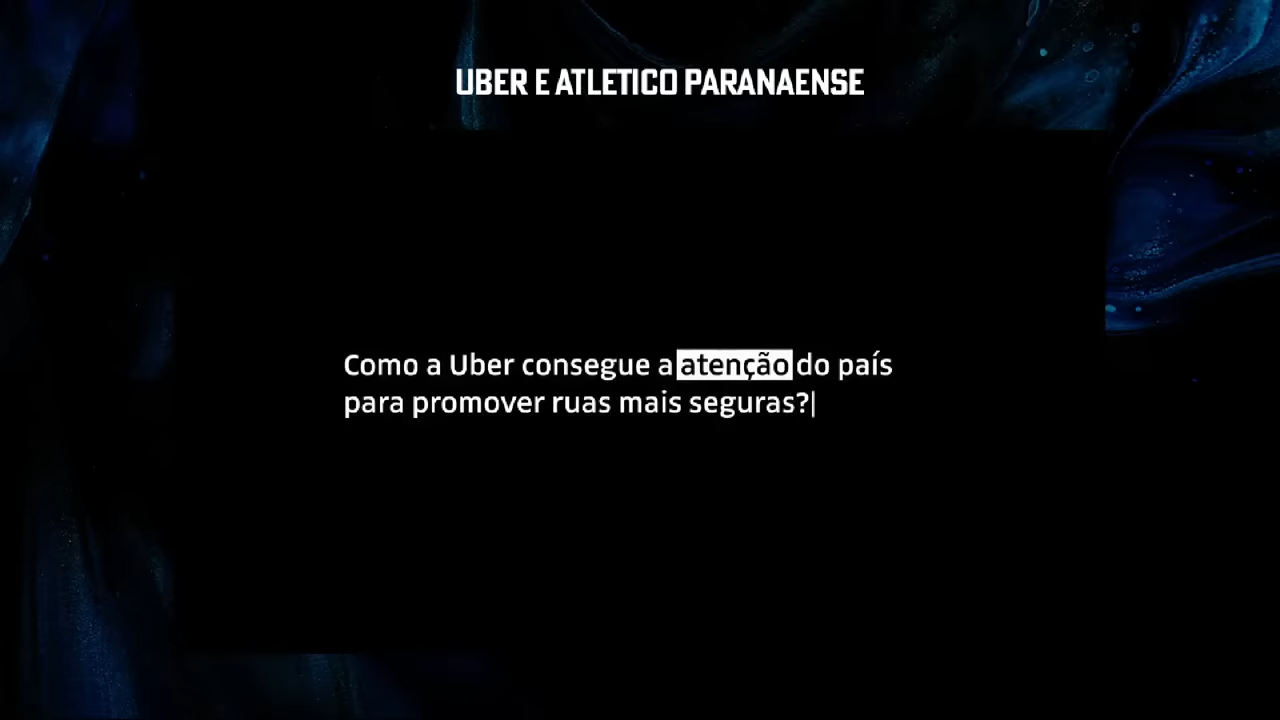 UBER E ATLETICO PARANAENSE
Como a Uber consegue a atenção do país
para promover ruas mais seguras?